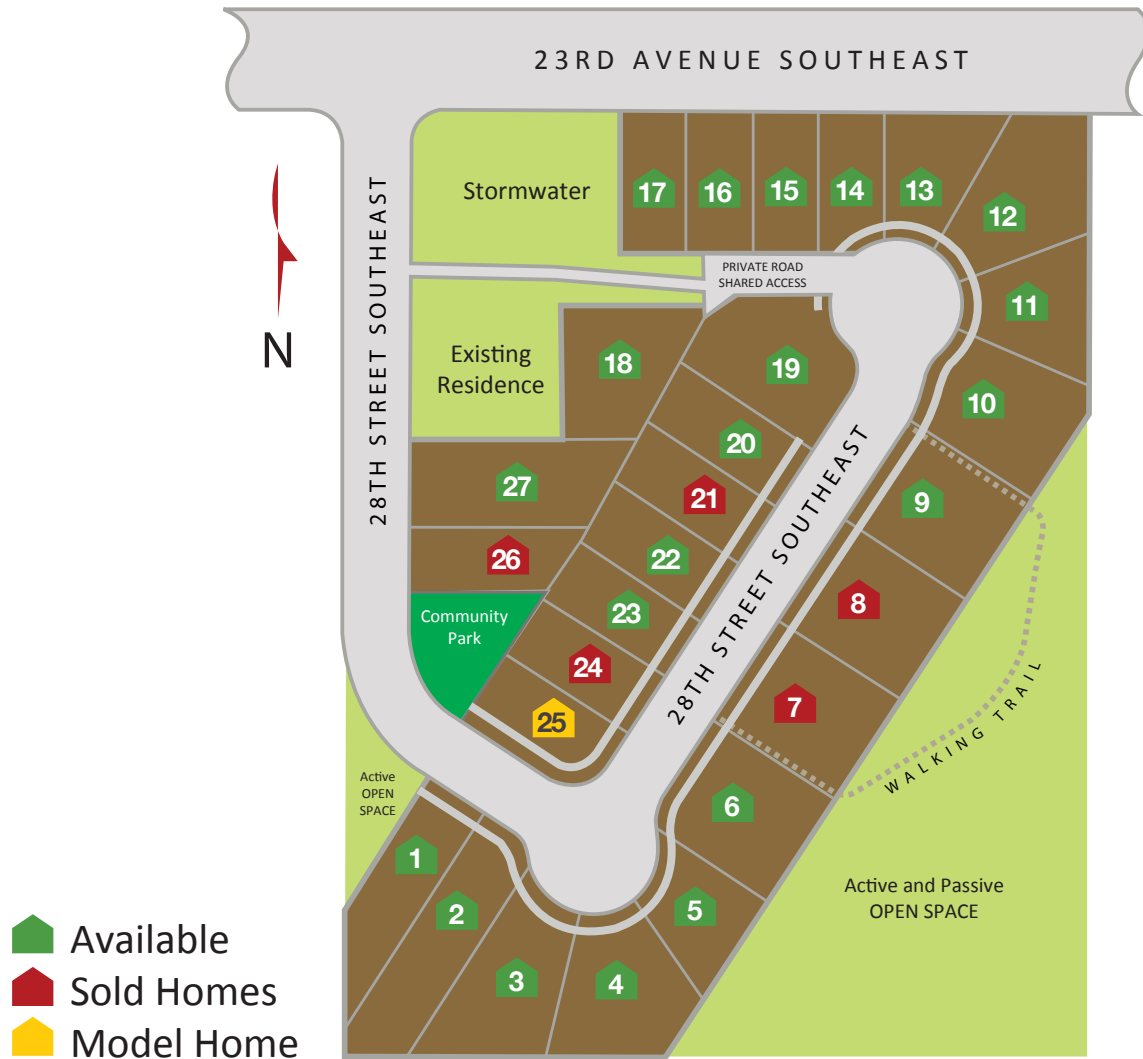 23RD AVENUE SOUTHEAST
28TH STREET SOUTHEAST
Stormwater
17
16
15
14
13
12
PRIVATE ROAD
SHARED ACCESS
11
N
Existing
Residence
18
19
10
20
27
21
9
28TH STREET SOUTHEAST
22
26
8
23
Community
Park
24
7
25
WALKING TRAIL
Active
OPEN
SPACE
6
1
Active and Passive
OPEN SPACE
2
5
3
4
Available
Sold Homes
Model Home